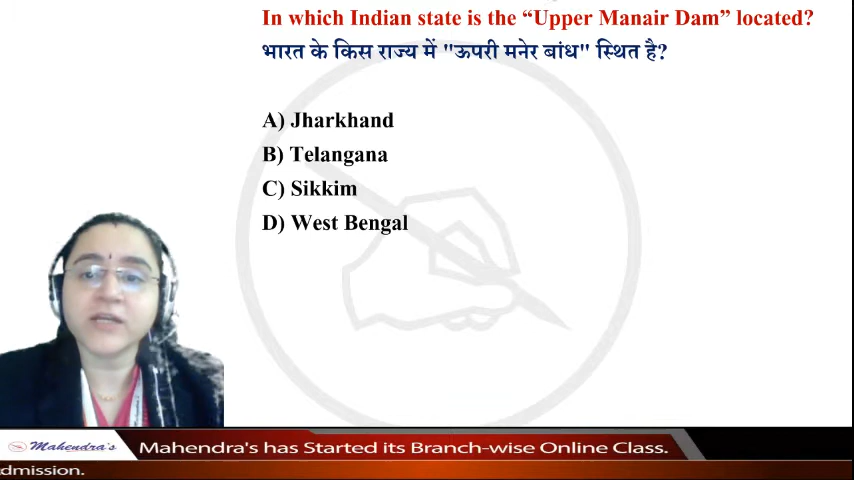 In which Indian state is the “Upper Manair Dam” located?
भारत के किस राज्य में "ऊपरी मनेर बांध" स्थित है?
A) Jharkhand
B) Telangana
C) Sikkim
D) West Bengal
Mahendra's
Mahendra's has Started its Branch-wise Online Class.
dmission.